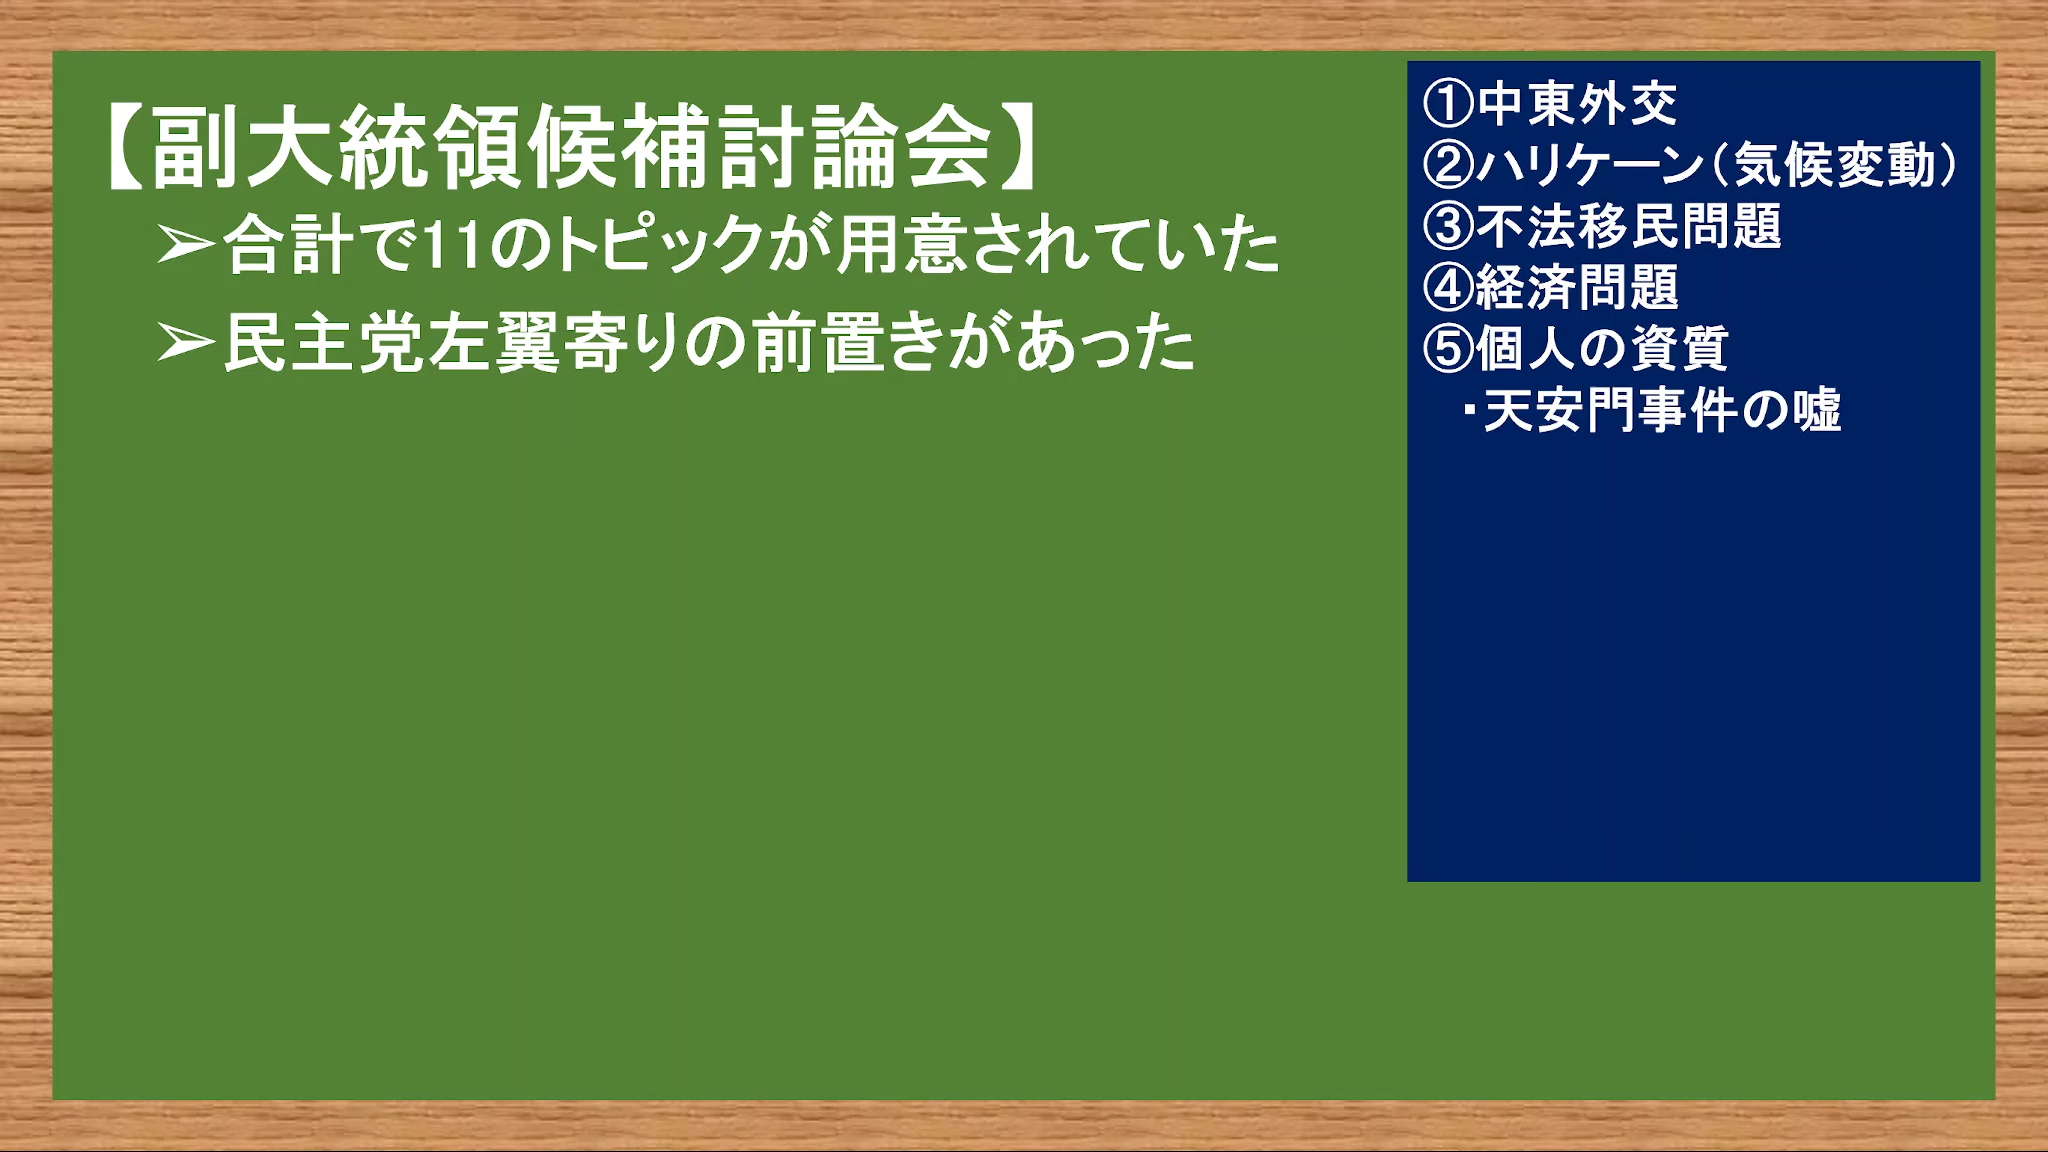 【副大統領候補討論会】
➢合計で11のトピックが用意されていた
➢民主党左翼寄りの前置きがあった
①中東外交
②ハリケーン（気候変動）
③不法移民問題
④経済問題
⑤個人の資質
・天安門事件の嘘